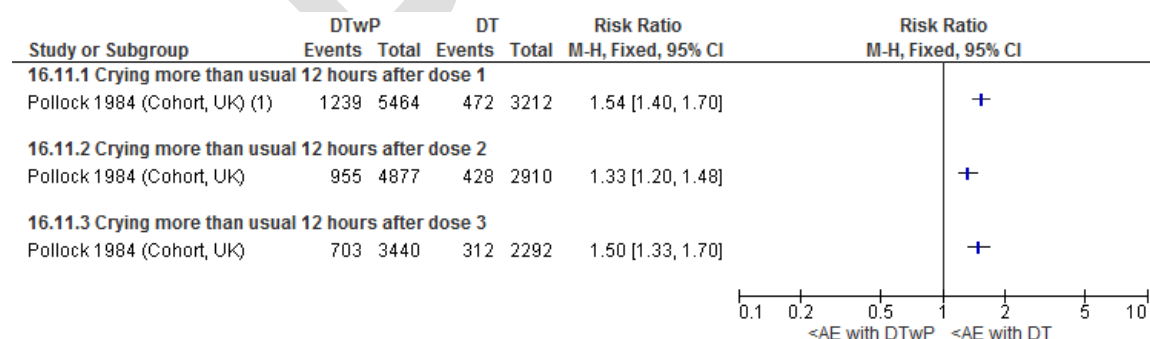 DTwP DT Risk Ratio Risk Ratio
Study or Subgroup Events Total Events Total M-H, Fixed, 95% CI M-H, Fixed, 95% CI
16.11.1 Crying more than usual 12 hours after dose 1
Pollock 1984 (Cohort, UK) (1) 1239 5464 472 3212 1.54 [1.40, 1.70]
16.11.2 Crying more than usual 12 hours after dose 2
Pollock 1984 (Cohort, UK) 955 4877 428 2910 1.33 [1.20, 1.48]
16.11.3 Crying more than usual 12 hours after dose 3
Pollock 1984 (Cohort, UK) 703 3440 312 2292 1.50 [1.33, 1.70]
0.1 0.2 0.5 1 2 5 10
<AE with DTwP <AE with DT